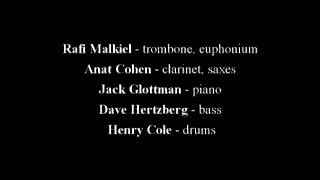 Rafi Malkiel - trombone, euphonium
Anat Cohen - clarinet, saxes
Jack Glottman - piano
Dave Hertzberg - bass
Henry Cole - drums